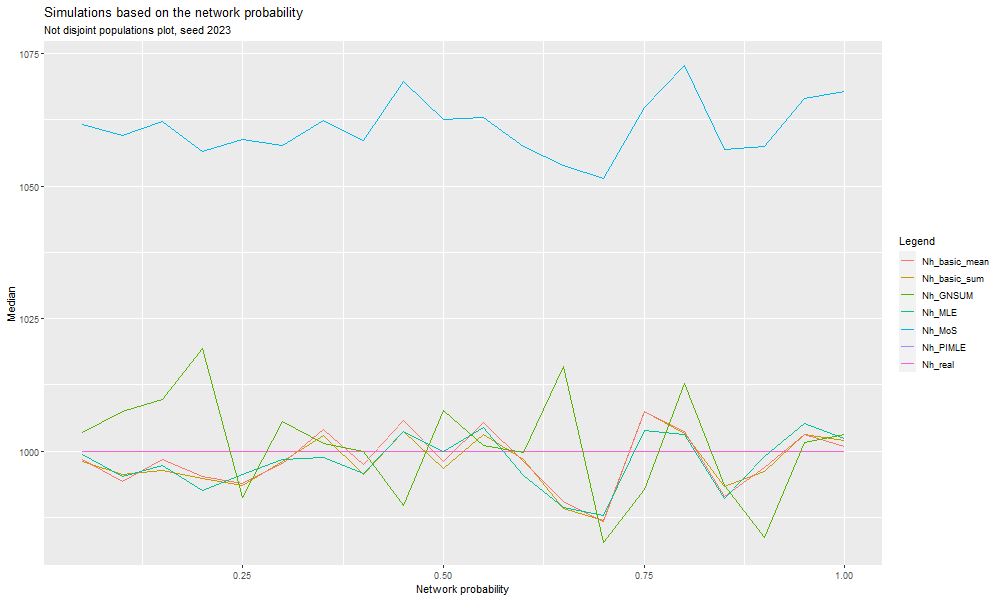 Simulations based on the network probability
Not disjoint populations plot, seed 2023
1075
1050
1025
1000
Median
0.25
0.50
0.75
1.00
Network probability
Legend
Nh_basic_mean
Nh_basic_sum
Nh_GNSUM
Nh_MLE
Nh_MoS
Nh_PIMLE
Nh_real